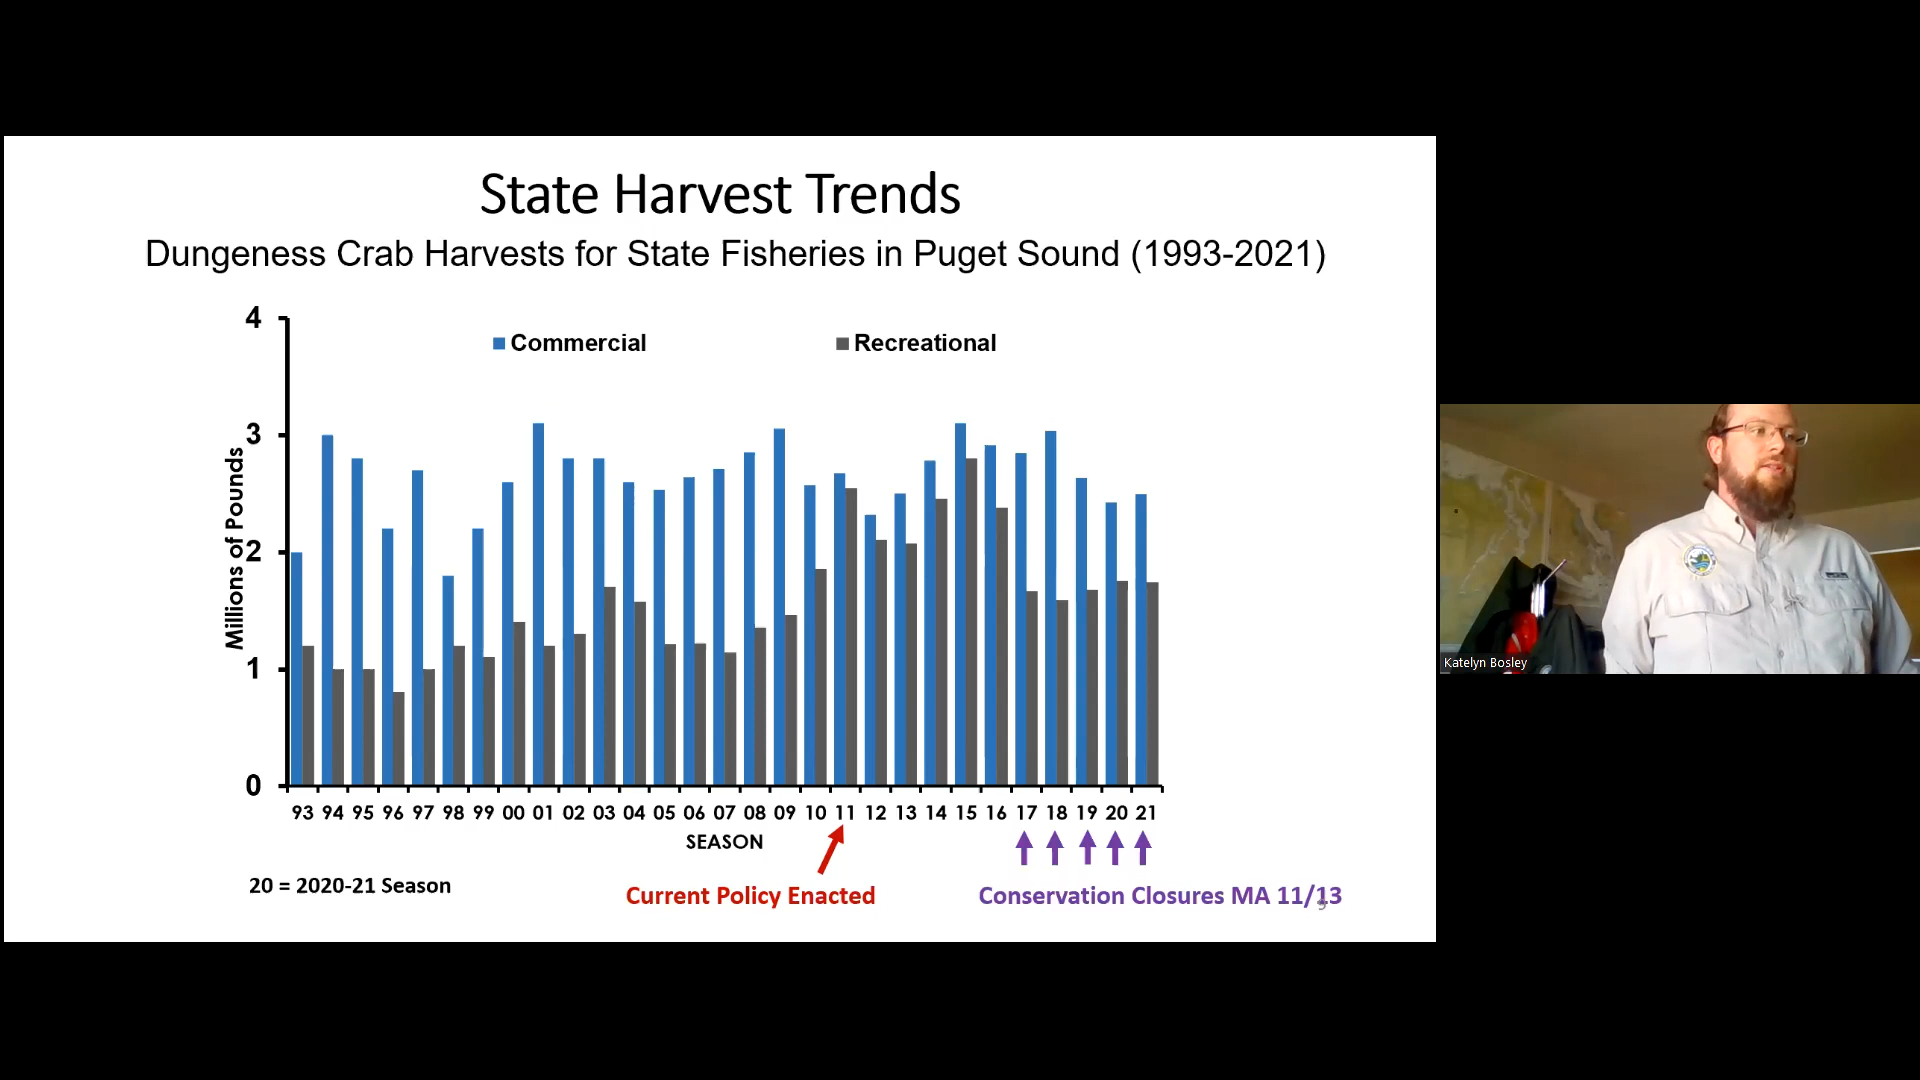 State Harvest Trends
Dungeness Crab Harvests for State Fisheries in Puget Sound (1993-2021)
4
Commercial
Recreational
3
Millions of Pounds
2
1
0
93 94 95 96 97 98 99 00 01 02 03 04 05 06 07 08 09 10 11 12 13 14 15 16 17 18 19 20 21
SEASON
20 = 2020-21 Season
Current Policy Enacted
Conservation Closures MA 11/13
9
Katelyn Bosley